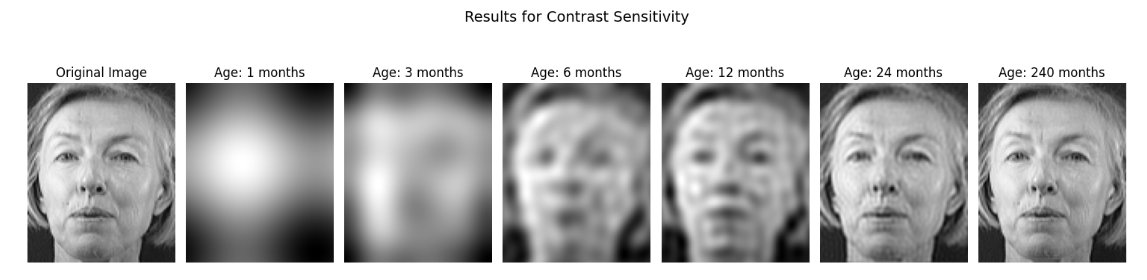 Results for Contrast Sensitivity
Original Image
Age: 1 months
Age: 3 months
Age: 6 months
Age: 12 months
Age: 24 months
Age: 240 months